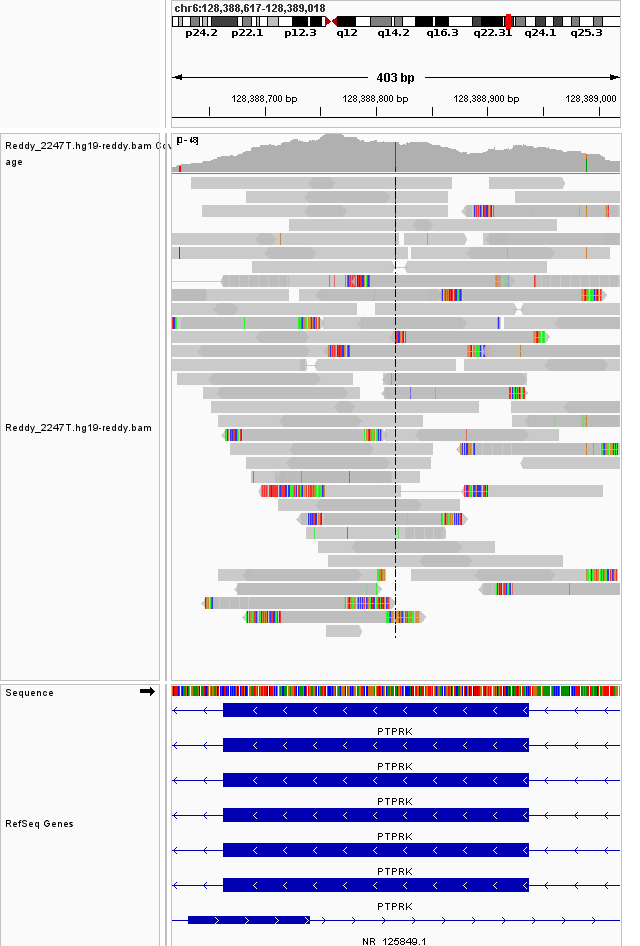 chr6:128,388,617-128,389,018
p24.2 p22.1 p12.3 q12 q14.2 q16.3 q22.31 q24.1 q25.3
403 bp
128,388,700 bp 128,388,800 bp 128,388,900 bp 128,389,000
Reddy_2247T.hg19-reddy.bam Cov
age
Reddy_2247T.hg19-reddy.bam
Sequence
PTPRK
PTPRK
PTPRK
PTPRK
RefSeq Genes
PTPRK
PTPRK
NR_125849.1